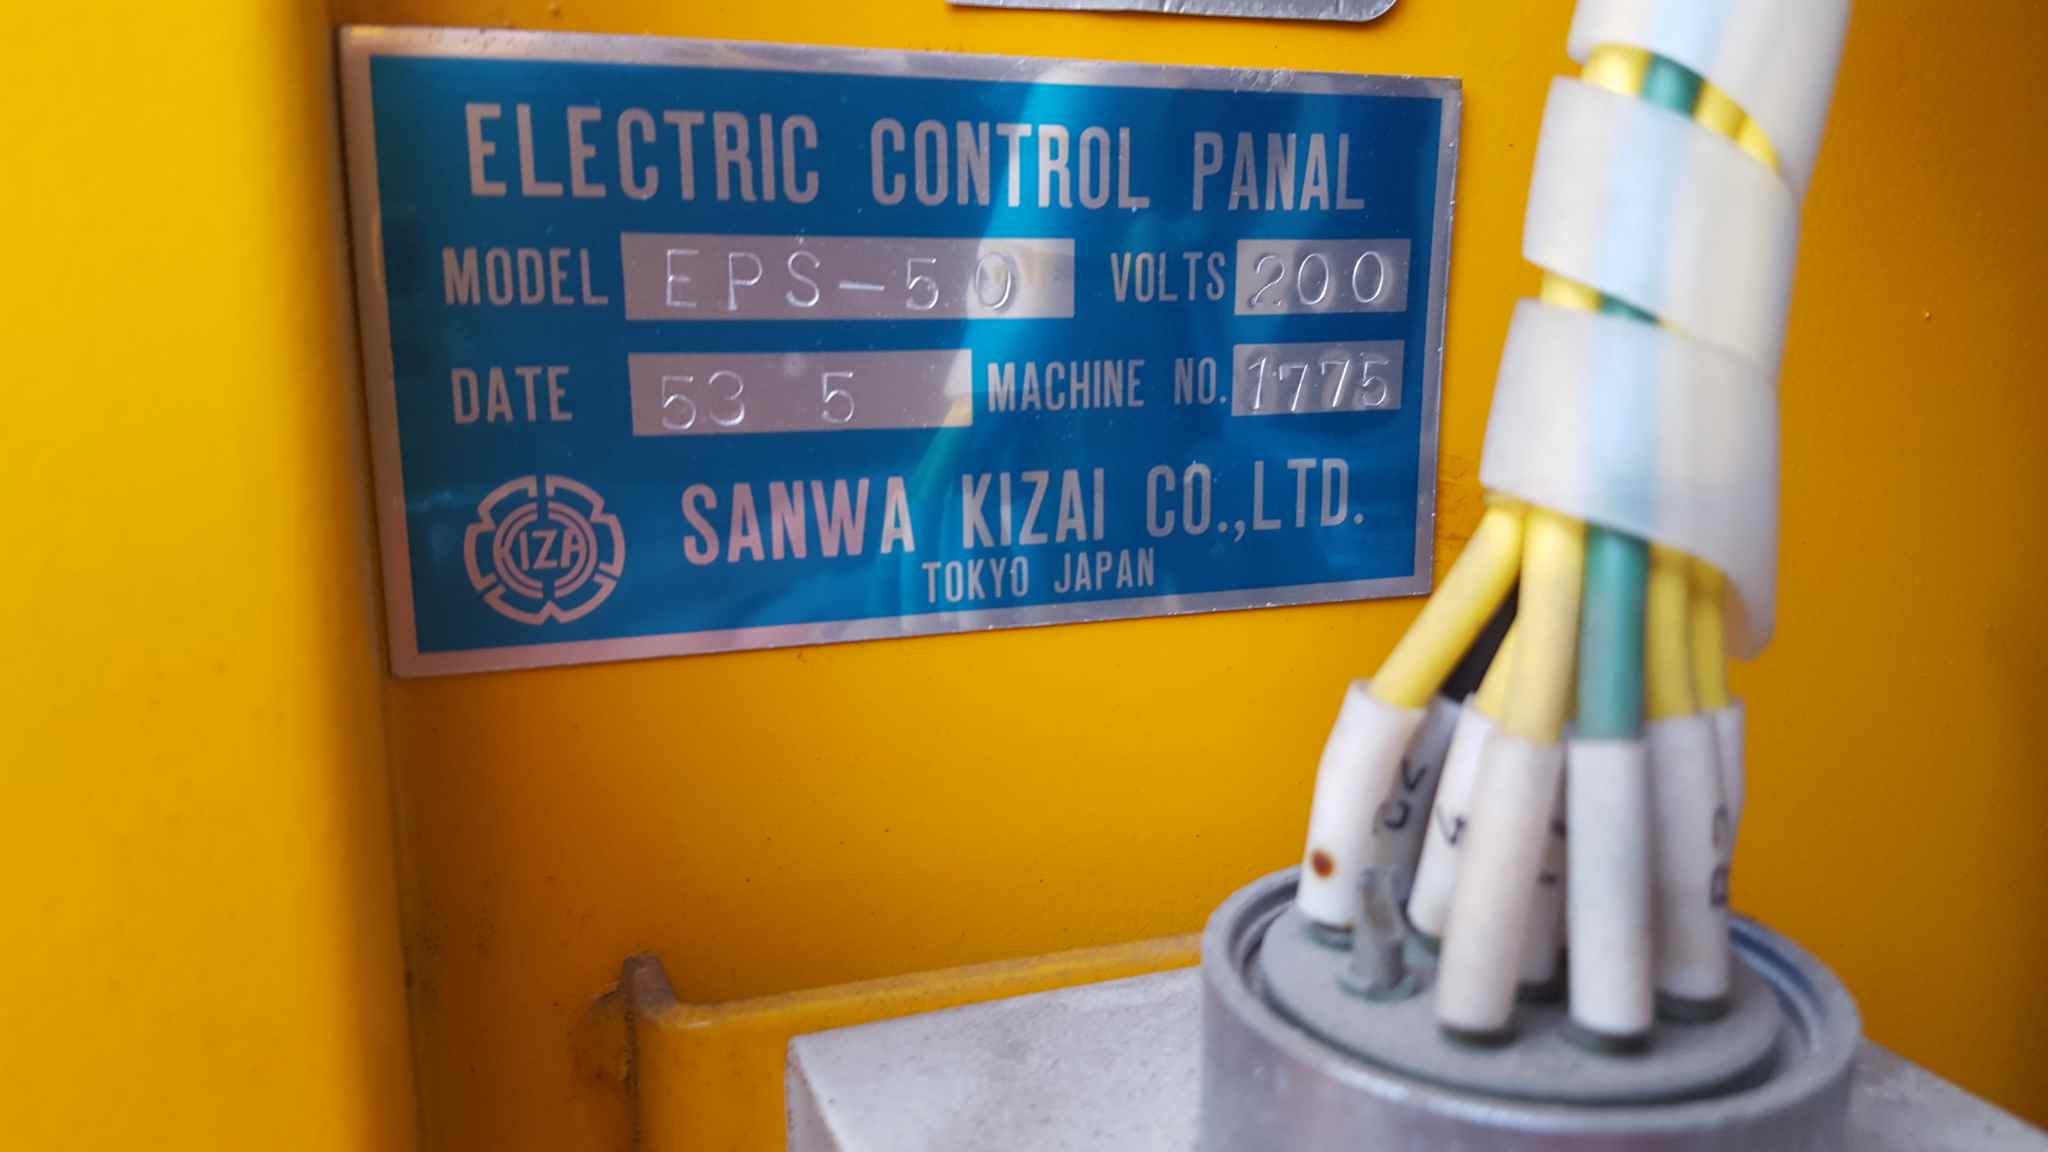 ELECTRIC CONTROL PANAL
MODEL EPS-50 VOLTS 200
DATE 53 5 MACHINE NO. 1775
KIZAI
SANWA KIZAI CO.,LTD.
TOKYO JAPAN